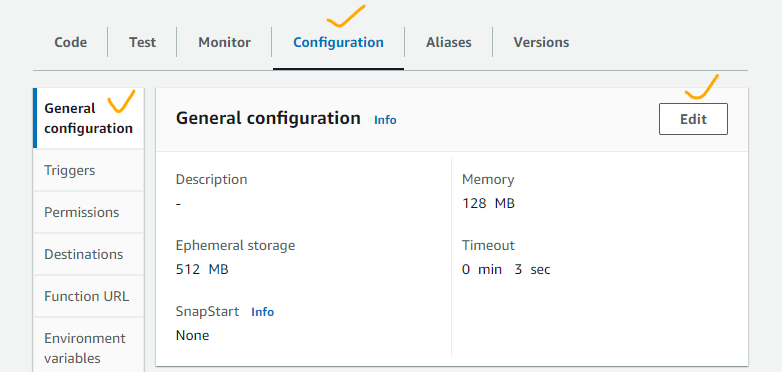 Code Test Monitor Configuration Aliases Versions
General
configuration
Triggers
Permissions
Destinations
Function URL
Environment
variables
General configuration Info
Edit
Description
-
Memory
128 MB
Ephemeral storage
512 MB
Timeout
0 min 3 sec
SnapStart Info
None